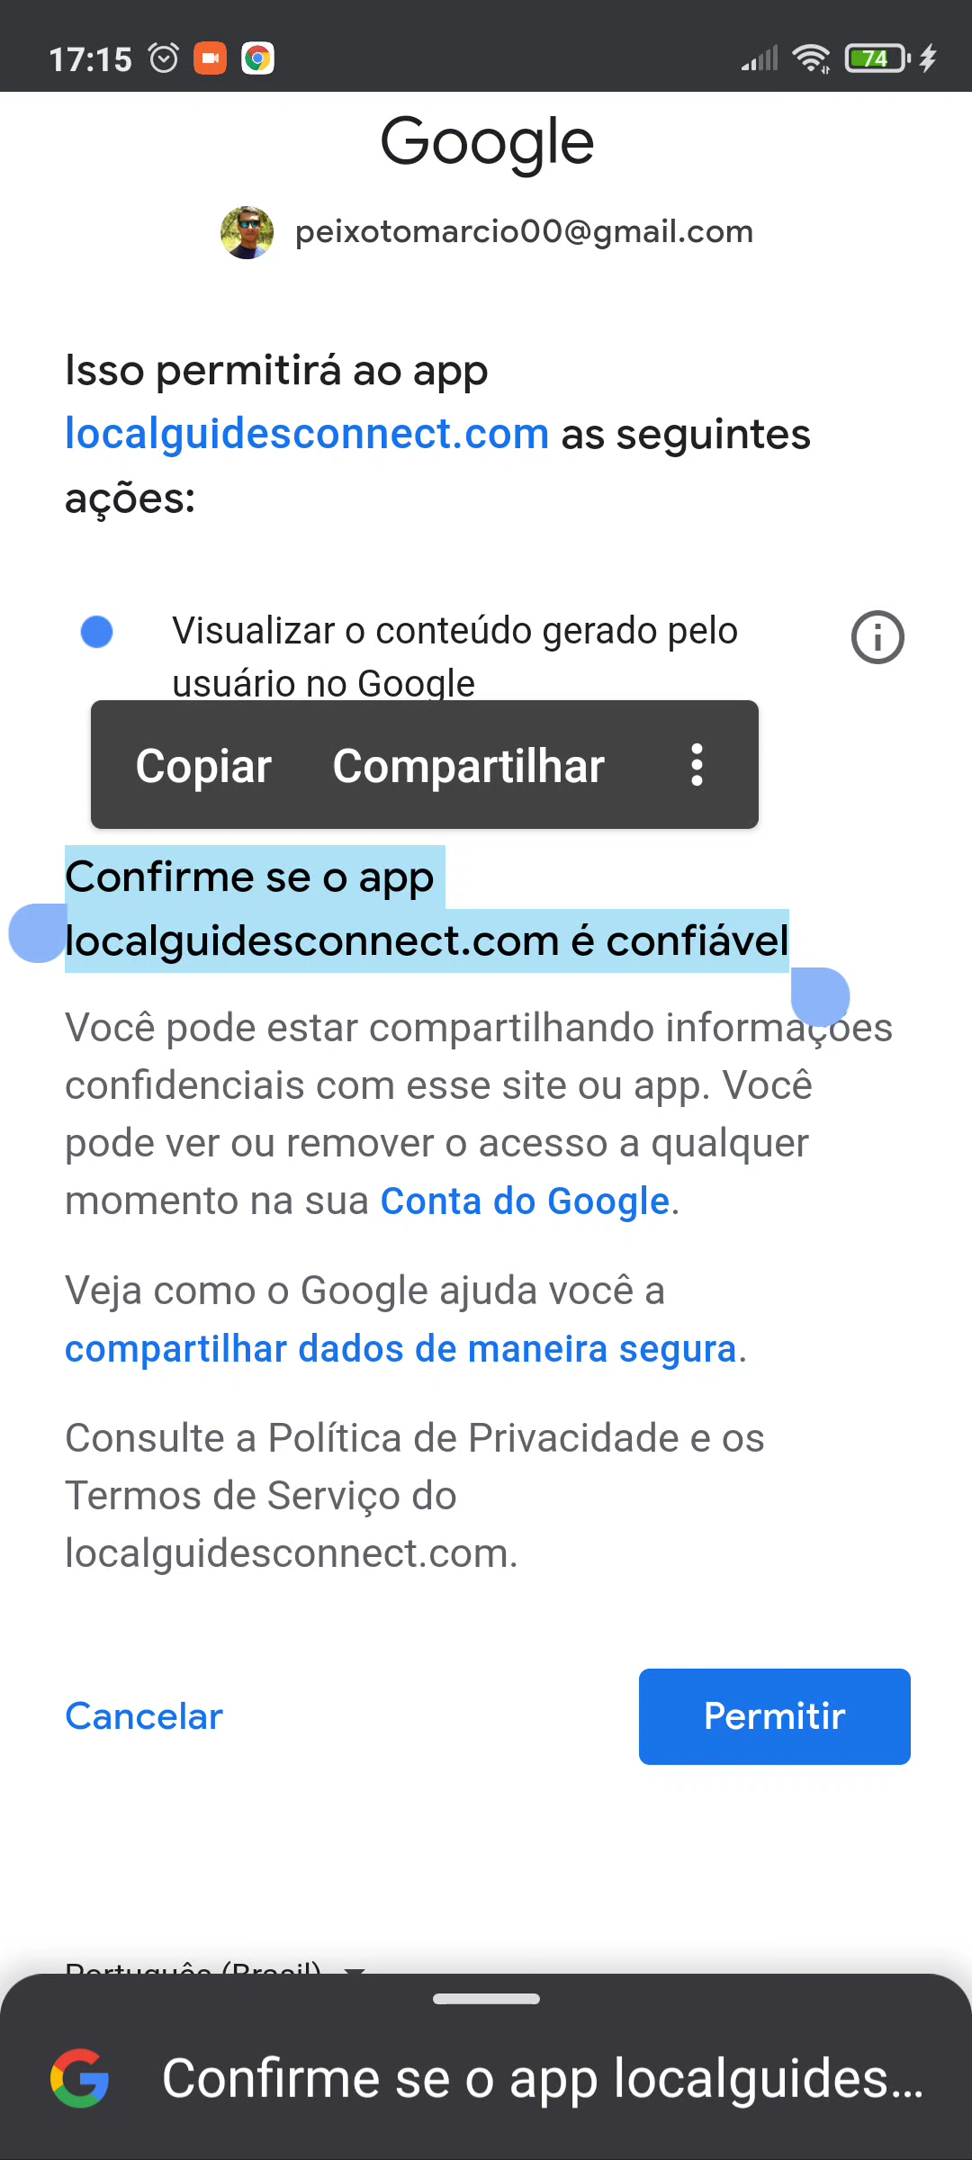 17:15
74
Google
peixotomarcio00@gmail.com
Isso permitirá ao app
localguidesconnect.com as seguintes
ações:
Visualizar o conteúdo gerado pelo
usuário no Google
Copiar Compartilhar
Confirme se o app
localguidesconnect.com é confiável
Você pode estar compartilhando informações
confidenciais com esse site ou app. Você
pode ver ou remover o acesso a qualquer
momento na sua Conta do Google.
Veja como o Google ajuda você a
compartilhar dados de maneira segura.
Consulte a Política de Privacidade e os
Termos de Serviço do
localguidesconnect.com.
Cancelar
Permitir
Português (Brasil)
Confirme se o app localguides...